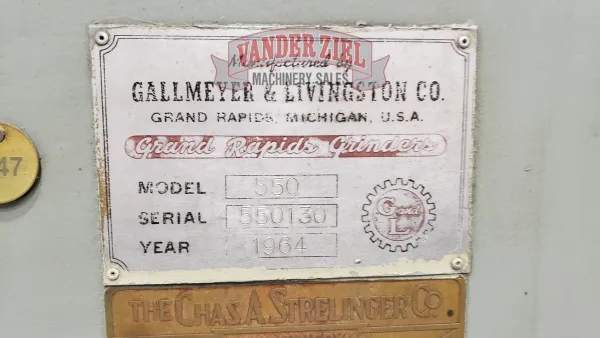 VANDER ZIEL
MACHINERY SALES
Manufactured by
GALLMEYER & LIVINGSTON CO.
GRAND RAPIDS, MICHIGAN, U.S.A.
Grand Rapids Grinders
MODEL 550
SERIAL 550130
YEAR 1964
G and L
47
THE CHAS. A. STRELINGER CO